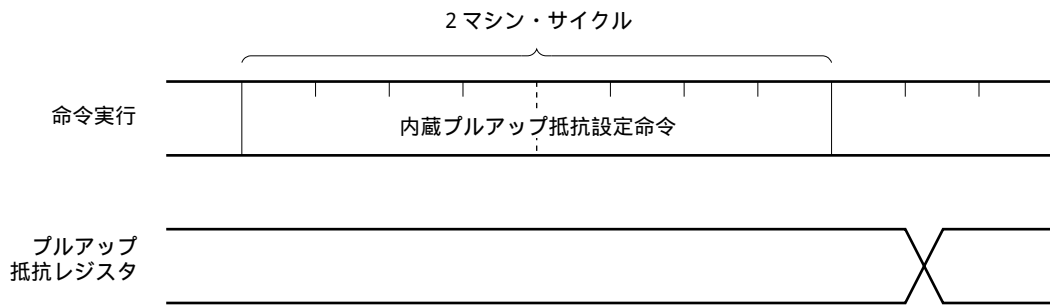 2マシン・サイクル
命令実行
内蔵プルアップ抵抗設定命令
プルアップ
抵抗レジスタ